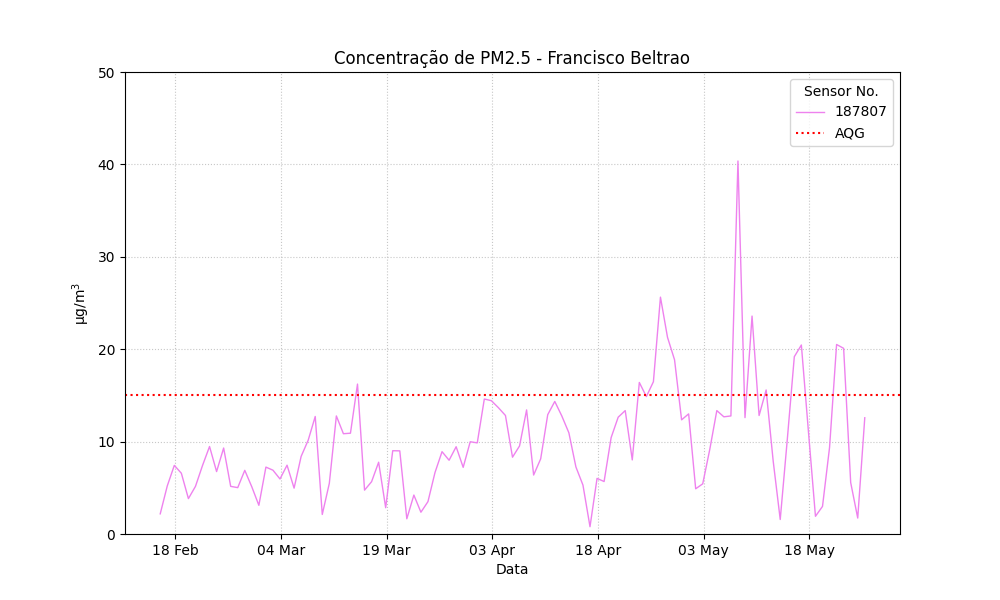 Concentração de PM2.5 - Francisco Beltrao
50
40
30
20
10
0
µg/m³
Sensor No.
187807
AQG
18 Feb
04 Mar
19 Mar
03 Apr
18 Apr
03 May
18 May
Data